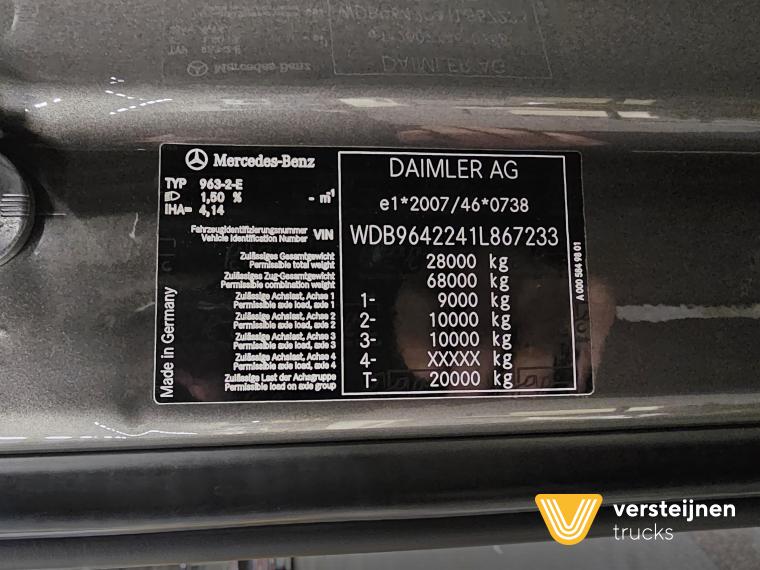 Mercedes-Benz
TYP 963-2-E
1,50 % - m⁻¹
IHA= 4,14
DAIMLER AG
e1*2007/46*0738
Fahrzeugidentifizierungsnummer
Vehicle Identification Number VIN WDB9642241L867233
Zulässiges Gesamtgewicht
Permissible total weight 28000 kg
Zulässiges Zug-Gesamtgewicht
Permissible combination weight 68000 kg
Zulässige Achslast, Achse 1
Permissible axle load, axle 1 1- 9000 kg
Zulässige Achslast, Achse 2
Permissible axle load, axle 2 2- 10000 kg
Zulässige Achslast, Achse 3
Permissible axle load, axle 3 3- 10000 kg
Zulässige Achslast, Achse 4
Permissible axle load, axle 4 4- XXXXX kg
Zulässige Last der Achsgruppe
Permissible load on axle group T- 20000 kg
Made in Germany
A 000 584 98 01
versteijnen
trucks